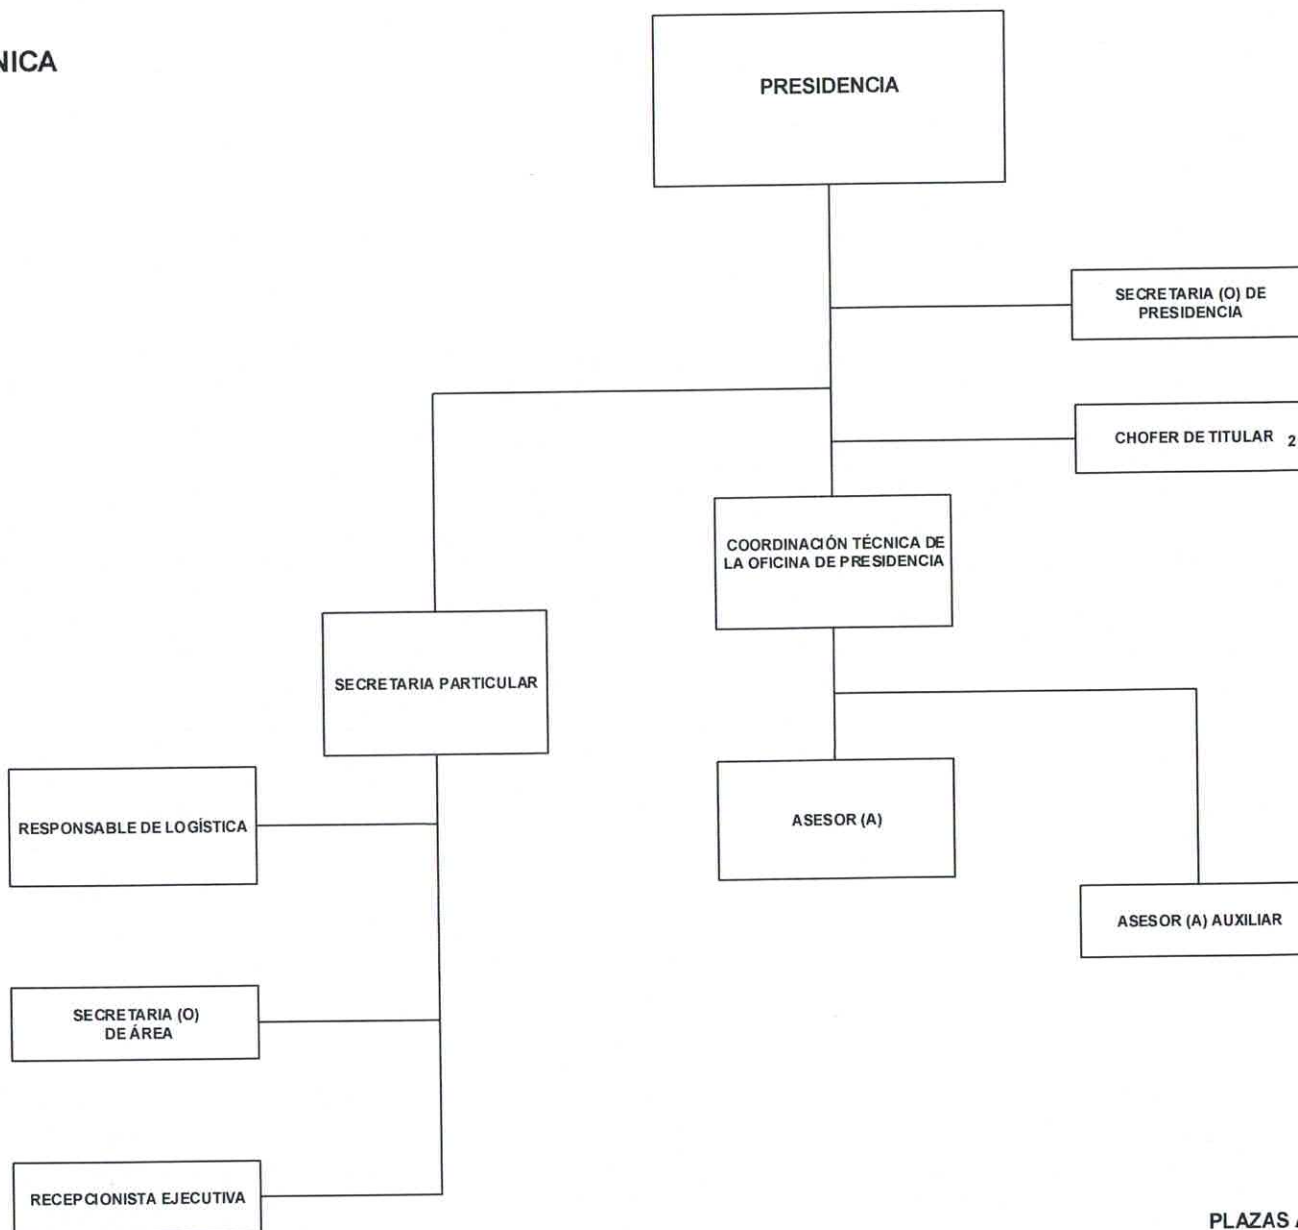 NICA
PRESIDENCIA
SECRETARIA (O) DE
PRESIDENCIA
CHOFER DE TITULAR 2
COORDINACIÓN TÉCNICA DE
LA OFICINA DE PRESIDENCIA
SECRETARIA PARTICULAR
RESPONSABLE DE LOGÍSTICA
ASESOR (A)
ASESOR (A) AUXILIAR
SECRETARIA (O)
DE ÁREA
RECEPCIONISTA EJECUTIVA
PLAZAS